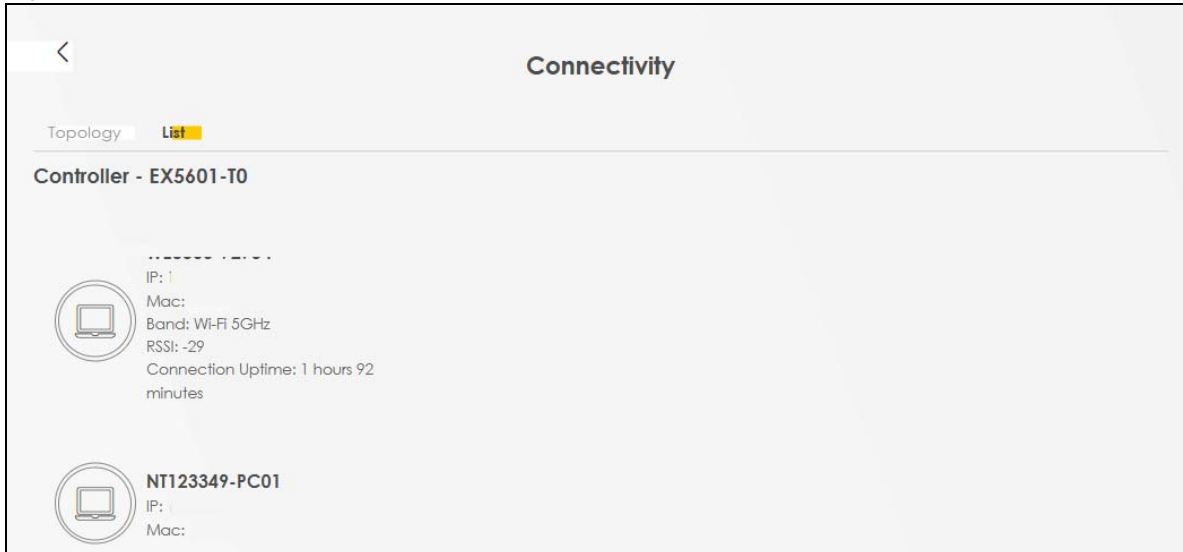 Connectivity
Topology List
Controller - EX5601-T0
IP:
Mac:
Band: Wi-Fi 5GHz
RSSI: -29
Connection Uptime: 1 hours 92
minutes
NT123349-PC01
IP:
Mac: